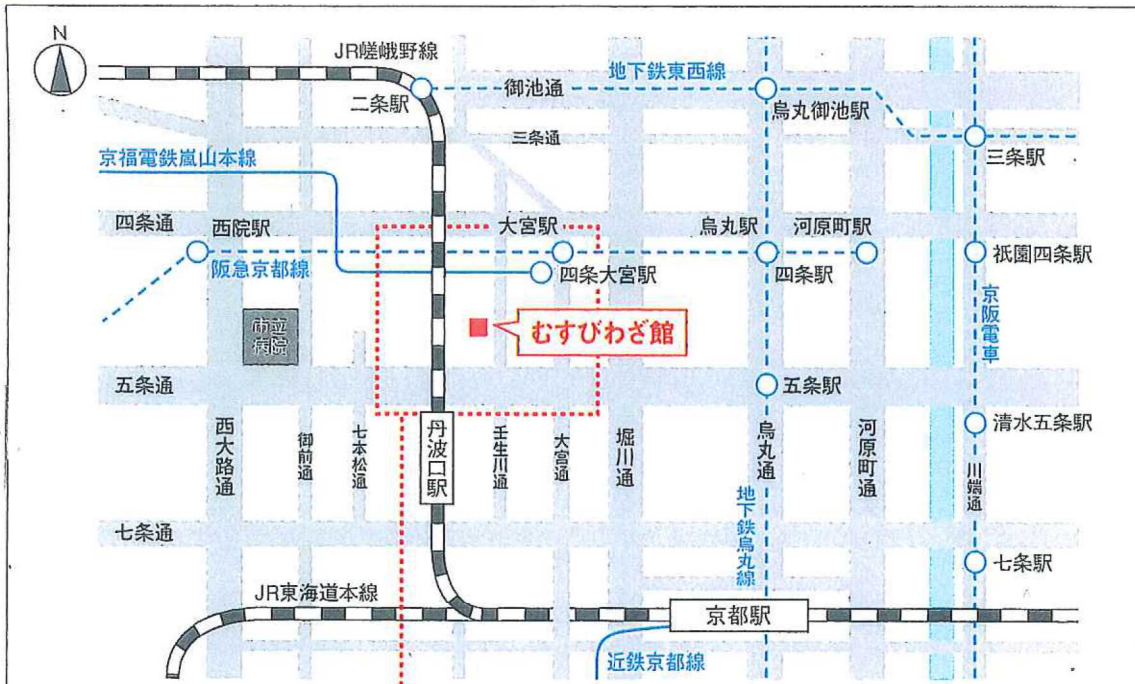 N
JR嵯峨野線
地下鉄東西線
二条駅
御池通
烏丸御池駅
三条通
三条駅
京福電鉄嵐山本線
四条通
西院駅
大宮駅
烏丸駅
河原町駅
阪急京都線
四条大宮駅
四条駅
祇園四条駅
市立
病院
むすびわざ館
京阪電車
五条通
五条駅
西大路通
御前通
七本松通
丹波口駅
壬生川通
大宮通
堀川通
烏丸通
河原町通
清水五条駅
川端通
地下鉄烏丸線
七条通
七条駅
JR東海道本線
京都駅
近鉄京都線